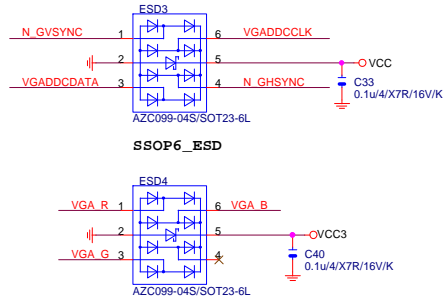 ESD3
N_GVSYNC 1 6 VGADDCCLK
2 5 VCC
VGADDCDATA 3 4 N_GHSYNC
C33
0.1u/4/X7R/16V/K
AZC099-04S/SOT23-6L
SSOP6_ESD
ESD4
VGA_R 1 6 VGA_B
2 5 VCC3
VGA_G 3 4
C40
0.1u/4/X7R/16V/K
AZC099-04S/SOT23-6L